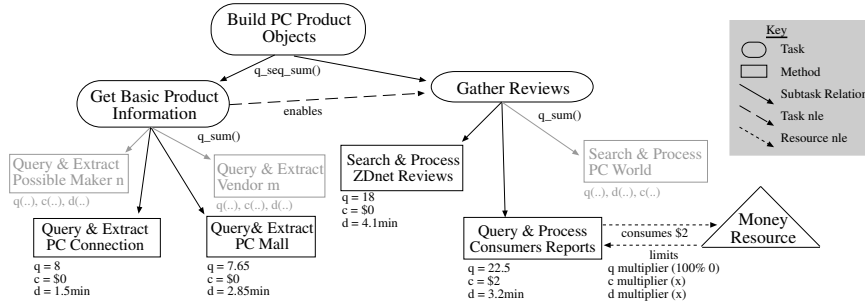 Build PC Product
Objects
q_seq_sum()
Get Basic Product
Information
enables
Gather Reviews
q_sum()
q_sum()
Query & Extract
Possible Maker n
q(..), c(..), d(..)
Query & Extract
Vendor m
q(..), c(..), d(..)
Query & Extract
PC Connection
q = 8
c = $0
d = 1.5min
Query& Extract
PC Mall
q = 7.65
c = $0
d = 2.85min
Search & Process
ZDnet Reviews
q = 18
c = $0
d = 4.1min
Search & Process
PC World
q(..), d(..), c(..)
Query & Process
Consumers Reports
q = 22.5
c = $2
d = 3.2min
consumes $2
limits
q multiplier (100% 0)
c multiplier (x)
d multiplier (x)
Money
Resource
Key
Task
Method
Subtask Relation
Task nle
Resource nle